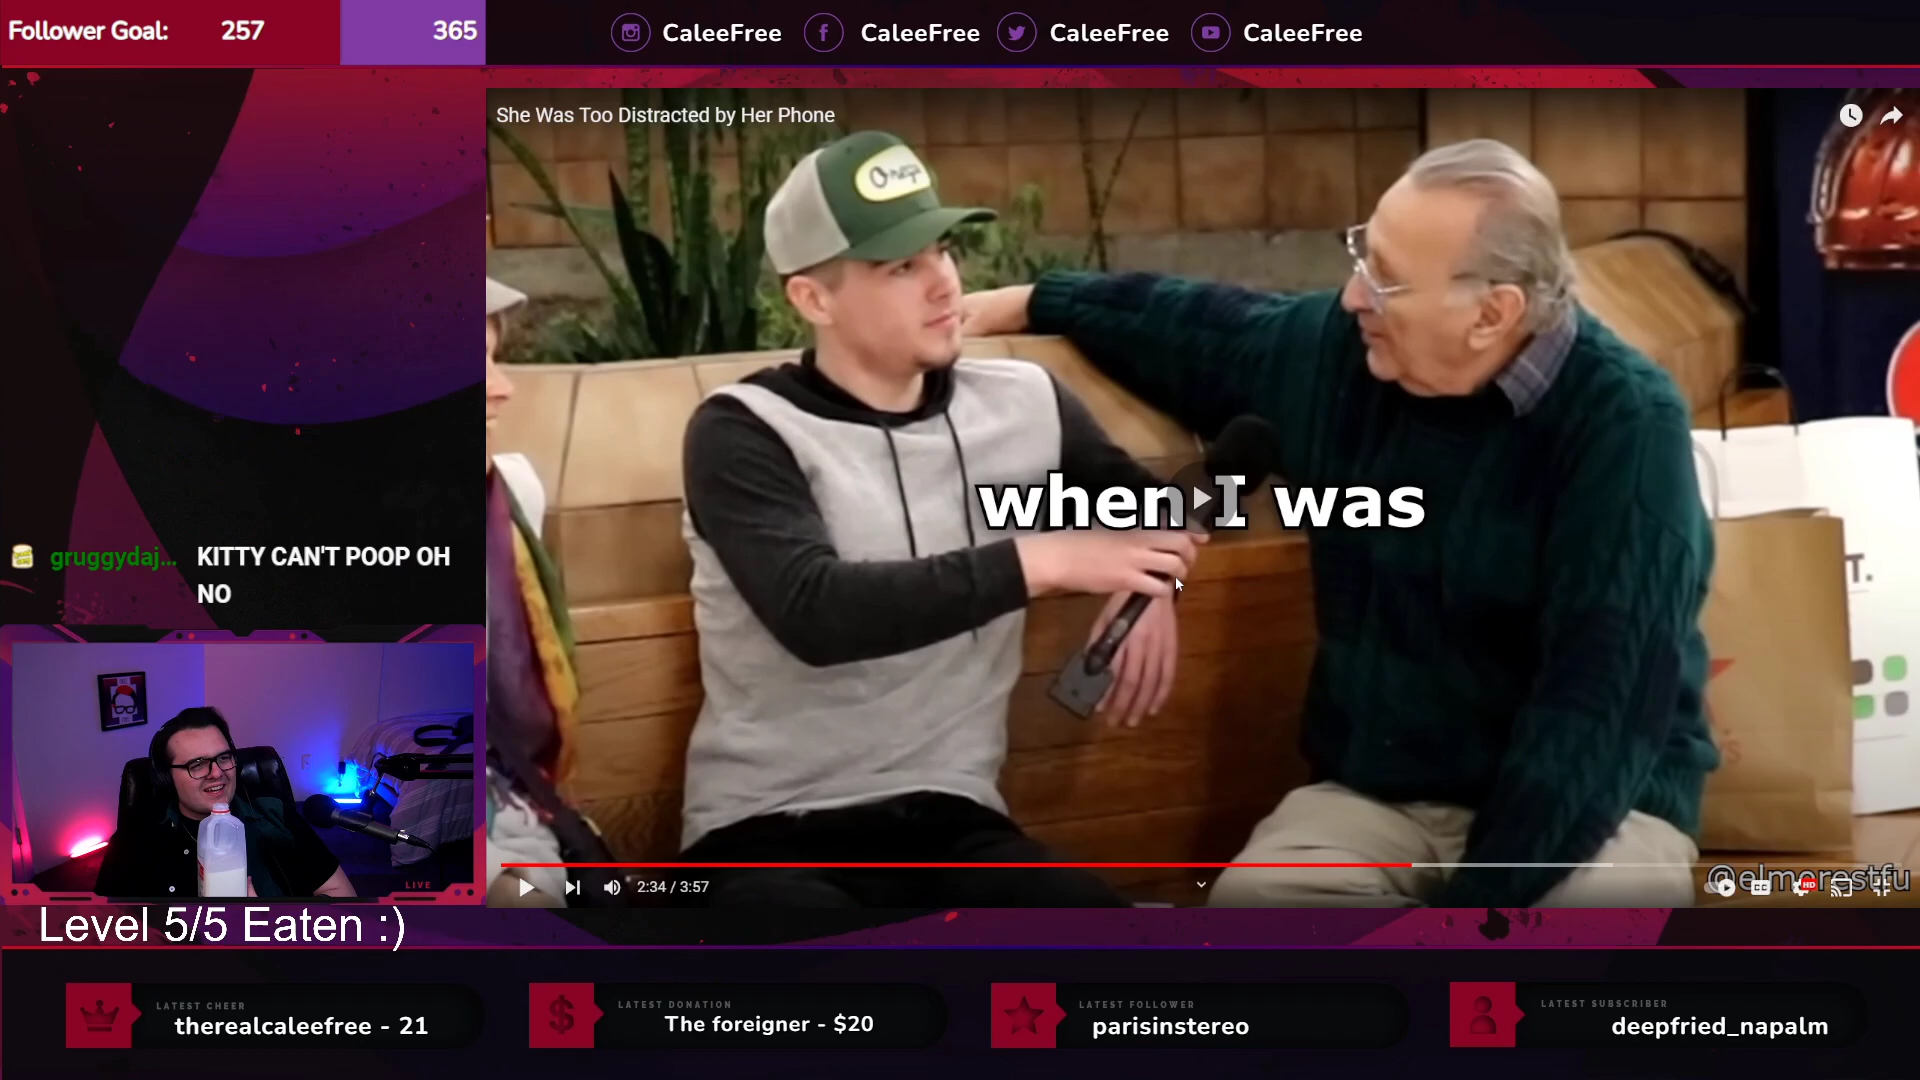 Follower Goal: 257 365
CaleeFree CaleeFree CaleeFree CaleeFree
She Was Too Distracted by Her Phone
when I was
gruggydaj... KITTY CAN'T POOP OH
NO
LIVE
2:34 / 3:57
HD
@elmorestfu
Level 5/5 Eaten :)
LATEST CHEER
therealcaleefree - 21
LATEST DONATION
The foreigner - $20
LATEST FOLLOWER
parisinstereo
LATEST SUBSCRIBER
deepfried_napalm